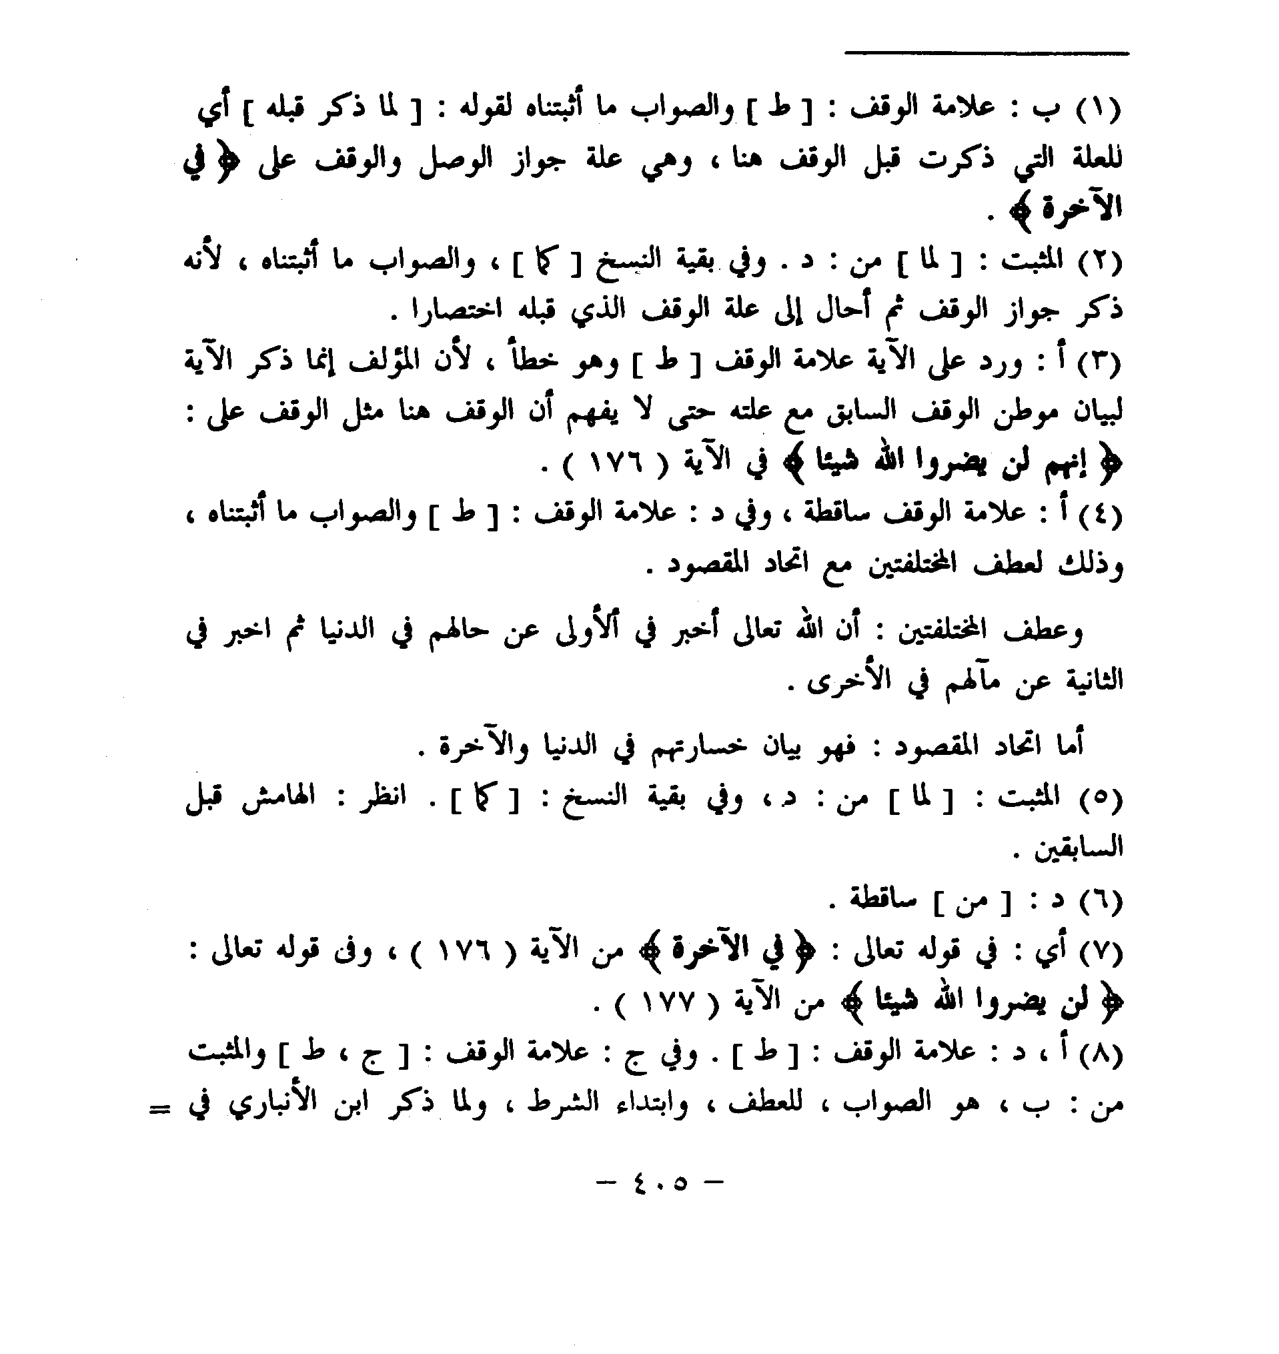 (١) ب : علامة الوقف : [ ط ] والصواب ما أثبتناه لقوله : [ لما ذكر قبله ] أي
للعلة التي ذكرت قبل الوقف هنا ، وهي علة جواز الوصل والوقف على ﴿ في
الآخرة ﴾ .
(٢) المثبت : [ لما ] من : د . وفي بقية النسخ [ كما ] ، والصواب ما أثبتناه ، لأنه
ذكر جواز الوقف ثم أحال إلى علة الوقف الذي قبله اختصارا .
(٣) أ : ورد على الآية علامة الوقف [ ط ] وهو خطأ ، لأن المؤلف إنما ذكر الآية
لبيان موطن الوقف السابق مع علته حتى لا يفهم أن الوقف هنا مثل الوقف على :
﴿ إنهم لن يضروا الله شيئا ﴾ في الآية ( ١٧٦ ) .
(٤) أ : علامة الوقف ساقطة ، وفي د : علامة الوقف : [ ط ] والصواب ما أثبتناه ،
وذلك لعطف المختلفتين مع اتحاد المقصود .
وعطف المختلفتين : أن الله تعالى أخبر في ألأولى عن حالهم في الدنيا ثم اخبر في
الثانية عن مآلهم في الأخرى .
أما اتحاد المقصود : فهو بيان خسارتهم في الدنيا والآخرة .
(٥) المثبت : [ لما ] من : د ، وفي بقية النسخ : [ كما ] . انظر : الهامش قبل
السابقين .
(٦) د : [ من ] ساقطة .
(٧) أي : في قوله تعالى : ﴿ في الآخرة ﴾ من الآية ( ١٧٦ ) ، وفى قوله تعالى :
﴿ لن يضروا الله شيئا ﴾ من الآية ( ١٧٧ ) .
(٨) أ ، د : علامة الوقف : [ ط ] . وفي ج : علامة الوقف : [ ج ، ط ] والمثبت
من : ب ، هو الصواب ، للعطف ، وابتداء الشرط ، ولما ذكر ابن الأنباري في =
– ٤٠٥ –